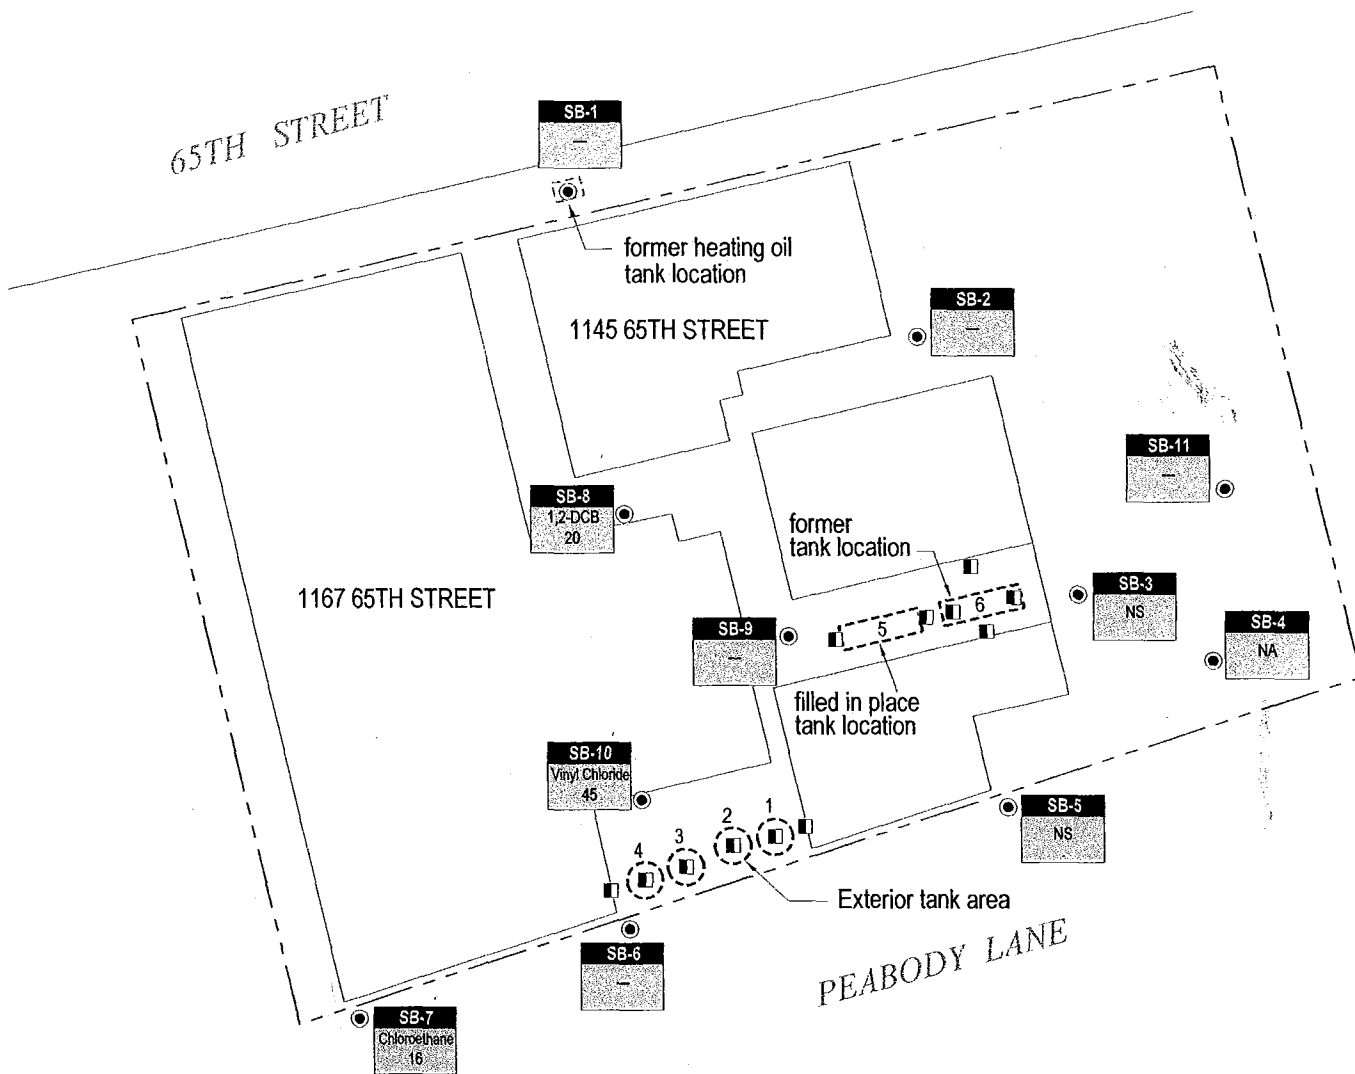 65TH STREET
SB-1
—
former heating oil
tank location
1145 65TH STREET
SB-2
—
SB-11
—
SB-8
1,2-DCB
20
former
tank location
1167 65TH STREET
SB-3
NS
6
5
SB-9
—
SB-4
NA
filled in place
tank location
SB-10
Vinyl Chloride
45
1
2
3
4
SB-5
NS
Exterior tank area
SB-6
—
PEABODY LANE
SB-7
Chloroethane
16